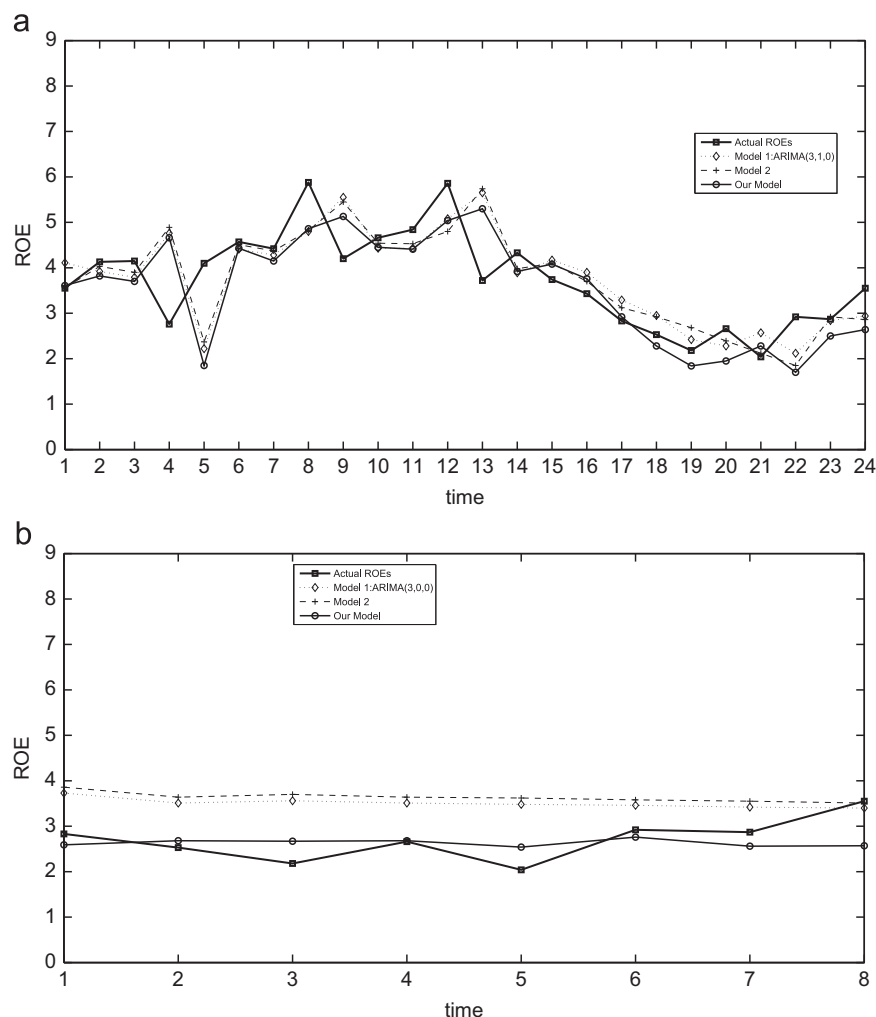 a
9
8
7
6
5
4
3
2
1
0
ROE
Actual ROEs
Model 1:ARIMA(3,1,0)
Model 2
Our Model
1 2 3 4 5 6 7 8 9 10 11 12 13 14 15 16 17 18 19 20 21 22 23 24
time
b
9
8
7
6
5
4
3
2
1
0
ROE
Actual ROEs
Model 1:ARIMA(3,0,0)
Model 2
Our Model
1 2 3 4 5 6 7 8
time